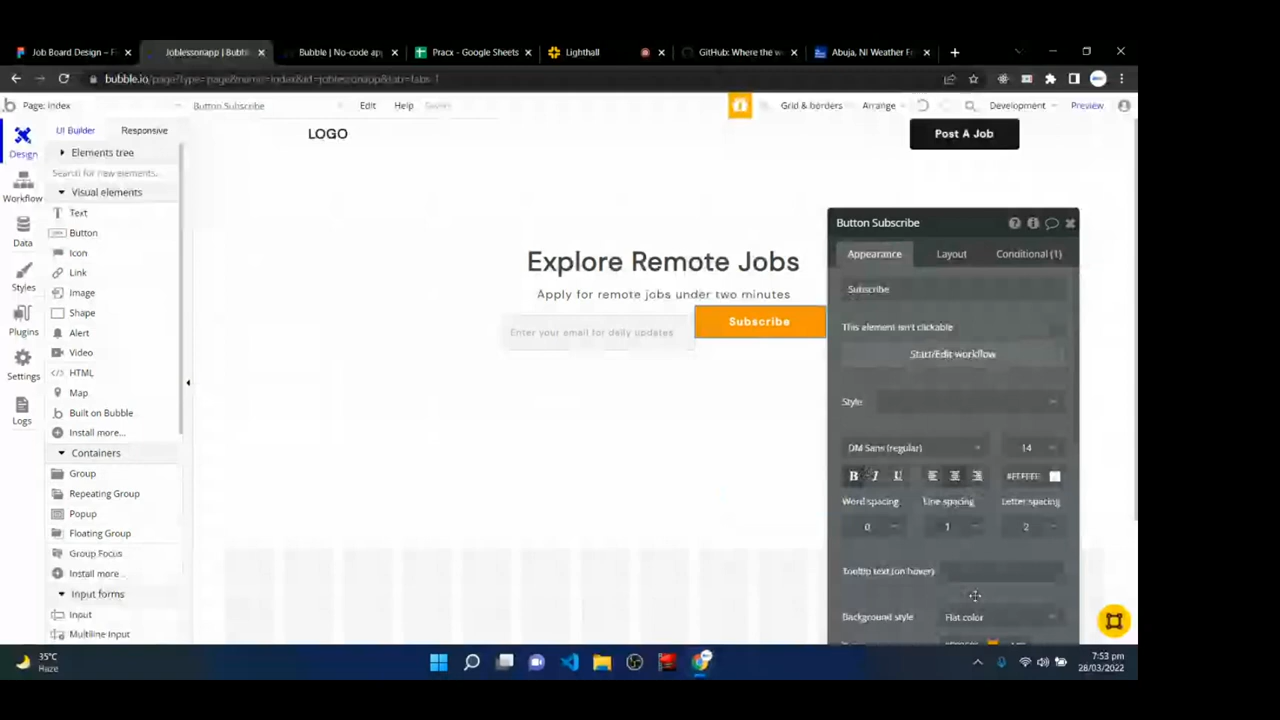 Job Board Design – F
Joblessonapp | Bubb
Bubble | No-code ap
Pracx - Google Sheets
Lighthall
GitHub: Where the w
Abuja, NI Weather F
bubble.io/page?type=page&name=index&id=joblessonapp&tab=tabs-1
Page: index
Button Subscribe
Edit
Help
Saved
Grid & borders
Arrange
Development
Preview
Design
Workflow
Data
Styles
Plugins
Settings
Logs
UI Builder
Responsive
Elements tree
Search for new elements...
Visual elements
Text
Button
Icon
Link
Image
Shape
Alert
Video
HTML
Map
Built on Bubble
Install more...
Containers
Group
Repeating Group
Popup
Floating Group
Group Focus
Install more...
Input forms
Input
Multiline Input
LOGO
Post A Job
Explore Remote Jobs
Apply for remote jobs under two minutes
Enter your email for daily updates
Subscribe
Button Subscribe
Appearance
Layout
Conditional (1)
Subscribe
This element isn't clickable
Start/Edit workflow
Style
DM Sans (regular)
14
B I U
#FFFFFF
Word spacing
Line spacing
Letter spacing
0
1
2
Tooltip text (on hover)
Background style
Flat color
35°C
Haze
7:53 pm
28/03/2022